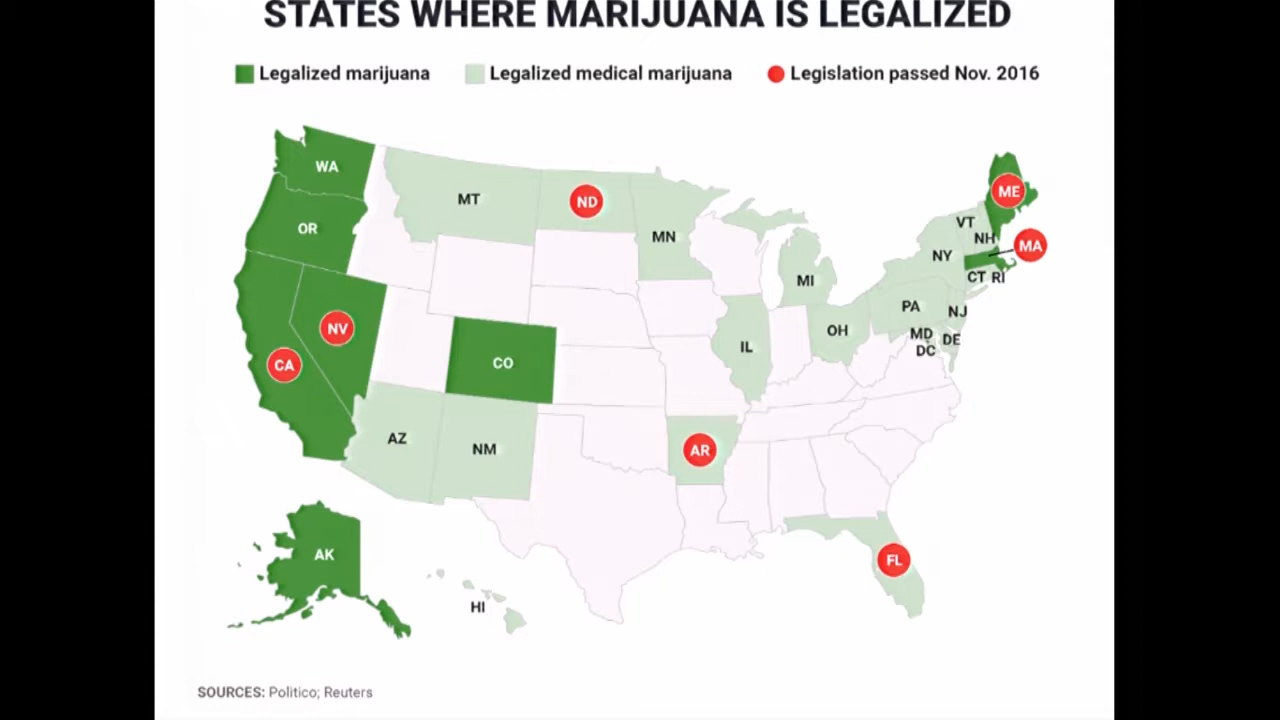 STATES WHERE MARIJUANA IS LEGALIZED
Legalized marijuana
Legalized medical marijuana
Legislation passed Nov. 2016
WA
MT
ND
OR
MN
ME
VT
NH
MA
NY
CT RI
MI
PA
NJ
OH
MD
DE
DC
IL
NV
CA
CO
AZ
NM
AR
AK
FL
HI
SOURCES: Politico; Reuters